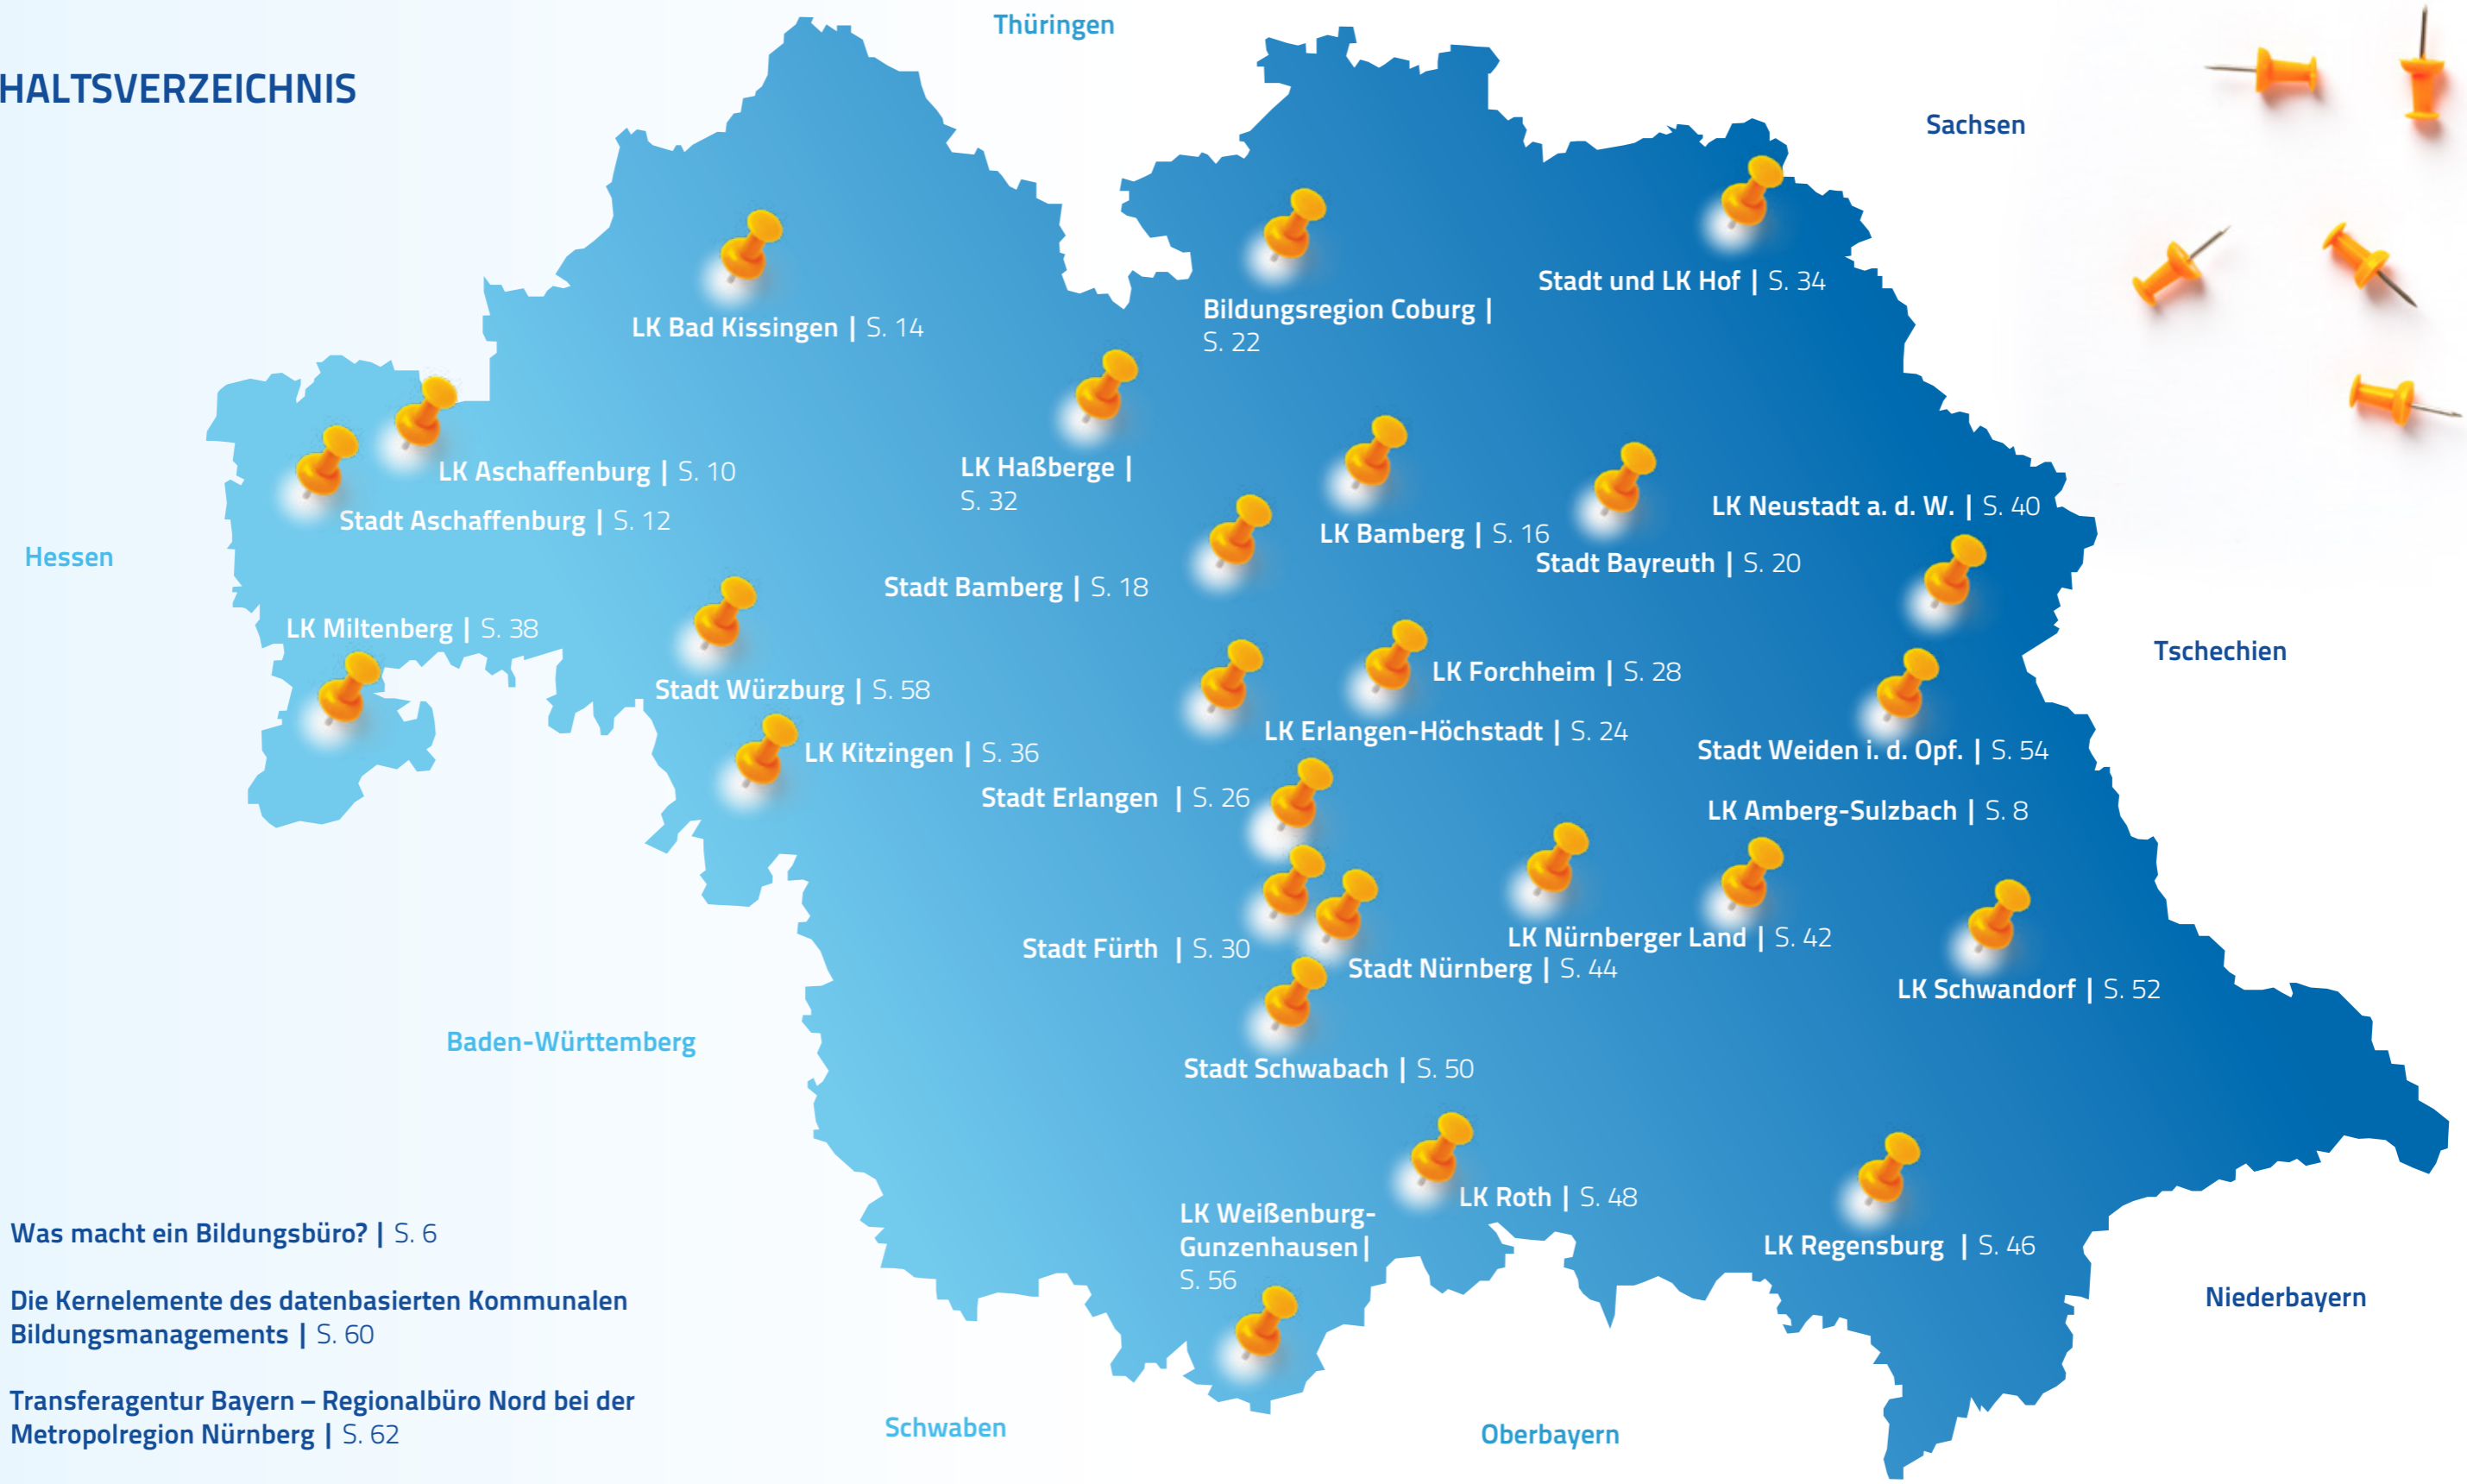 Thüringen
HALTSVERZEICHNIS
Sachsen
Stadt und LK Hof | S. 34
Bildungsregion Coburg |
S. 22
LK Bad Kissingen | S. 14
LK Haßberge |
S. 32
LK Aschaffenburg | S. 10
Stadt Aschaffenburg | S. 12
LK Neustadt a. d. W. | S. 40
LK Bamberg | S. 16
Stadt Bayreuth | S. 20
Hessen
Stadt Bamberg | S. 18
LK Miltenberg | S. 38
Tschechien
LK Forchheim | S. 28
Stadt Würzburg | S. 58
LK Erlangen-Höchstadt | S. 24
Stadt Weiden i. d. Opf. | S. 54
LK Kitzingen | S. 36
Stadt Erlangen | S. 26
LK Amberg-Sulzbach | S. 8
LK Nürnberger Land | S. 42
Stadt Fürth | S. 30
Stadt Nürnberg | S. 44
LK Schwandorf | S. 52
Baden-Württemberg
Stadt Schwabach | S. 50
LK Roth | S. 48
LK Weißenburg-
Gunzenhausen |
S. 56
LK Regensburg | S. 46
Niederbayern
Was macht ein Bildungsbüro? | S. 6
Die Kernelemente des datenbasierten Kommunalen
Bildungsmanagements | S. 60
Transferagentur Bayern – Regionalbüro Nord bei der
Metropolregion Nürnberg | S. 62
Schwaben
Oberbayern